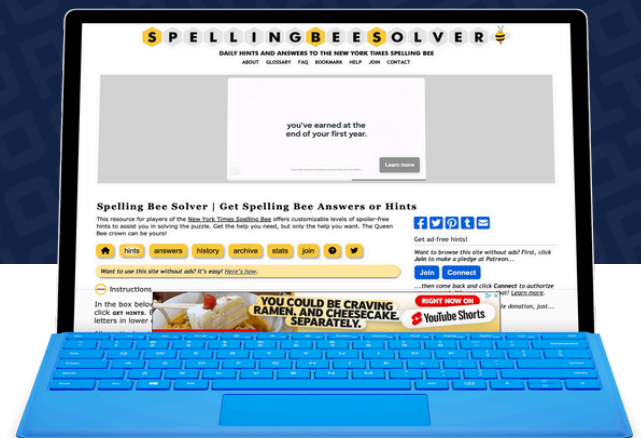 SPELLINGBEESOLVER
DAILY HINTS AND ANSWERS TO THE NEW YORK TIMES SPELLING BEE
ABOUT GLOSSARY FAQ BOOKMARK HELP JOIN CONTACT
you've earned at the
end of your first year.
Learn more
Spelling Bee Solver | Get Spelling Bee Answers or Hints
This resource for players of the New York Times Spelling Bee offers customizable levels of spoiler-free
hints to assist you in solving the puzzle. Get the help you need, but only the help you want. The Queen
Bee crown can be yours!
hints answers history archive stats join
Want to use this site without ads? It's easy! Here's how.
Get ad-free hints!
Want to browse this site without ads? First, click
Join to make a pledge at Patreon...
Join Connect
...then come back and click Connect to authorize
Learn more.
le donation, just...
Instructions
In the box below
click GET HINTS.
letters in lower
YOU COULD BE CRAVING
RAMEN, AND CHEESECAKE.
SEPARATELY.
RIGHT NOW ON
YouTube Shorts